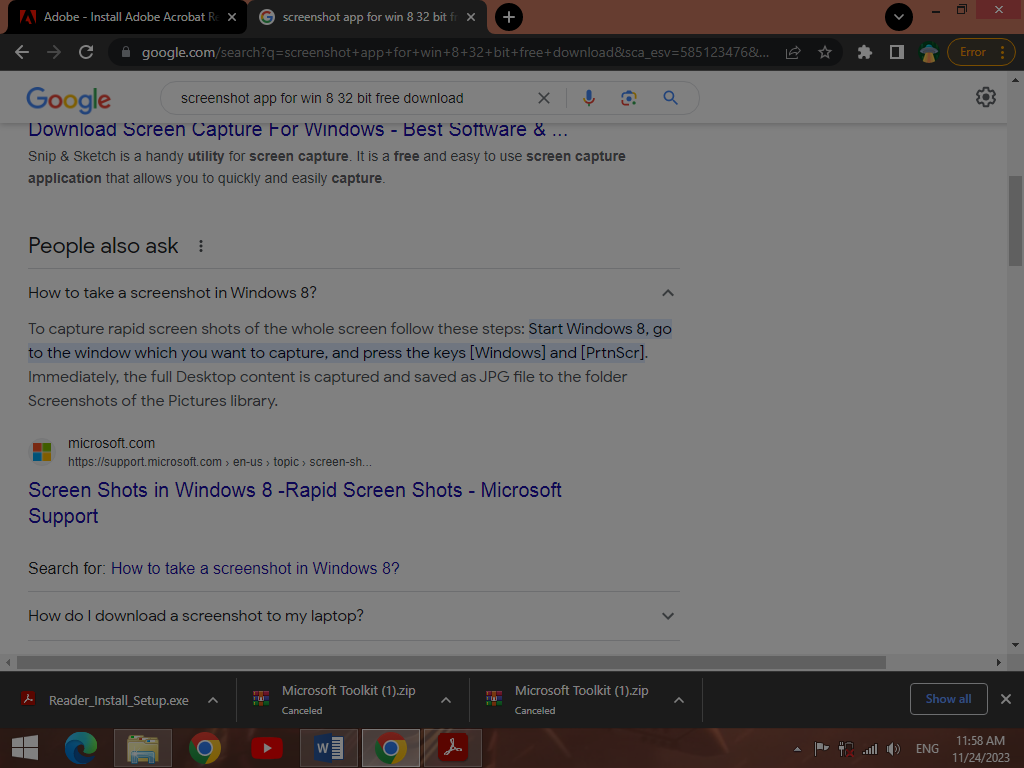 Adobe - Install Adobe Acrobat Re
screenshot app for win 8 32 bit fr
google.com/search?q=screenshot+app+for+win+8+32+bit+free+download&sca_esv=585123476&...
Error
Google
screenshot app for win 8 32 bit free download
Download Screen Capture For Windows - Best Software & ...
Snip & Sketch is a handy utility for screen capture. It is a free and easy to use screen capture
application that allows you to quickly and easily capture.
People also ask
How to take a screenshot in Windows 8?
To capture rapid screen shots of the whole screen follow these steps: Start Windows 8, go
to the window which you want to capture, and press the keys [Windows] and [PrtnScr].
Immediately, the full Desktop content is captured and saved as JPG file to the folder
Screenshots of the Pictures library.
microsoft.com
https://support.microsoft.com › en-us › topic › screen-sh...
Screen Shots in Windows 8 -Rapid Screen Shots - Microsoft
Support
Search for: How to take a screenshot in Windows 8?
How do I download a screenshot to my laptop?
Reader_Install_Setup.exe
Microsoft Toolkit (1).zip
Canceled
Microsoft Toolkit (1).zip
Canceled
Show all
ENG
11:58 AM
11/24/2023